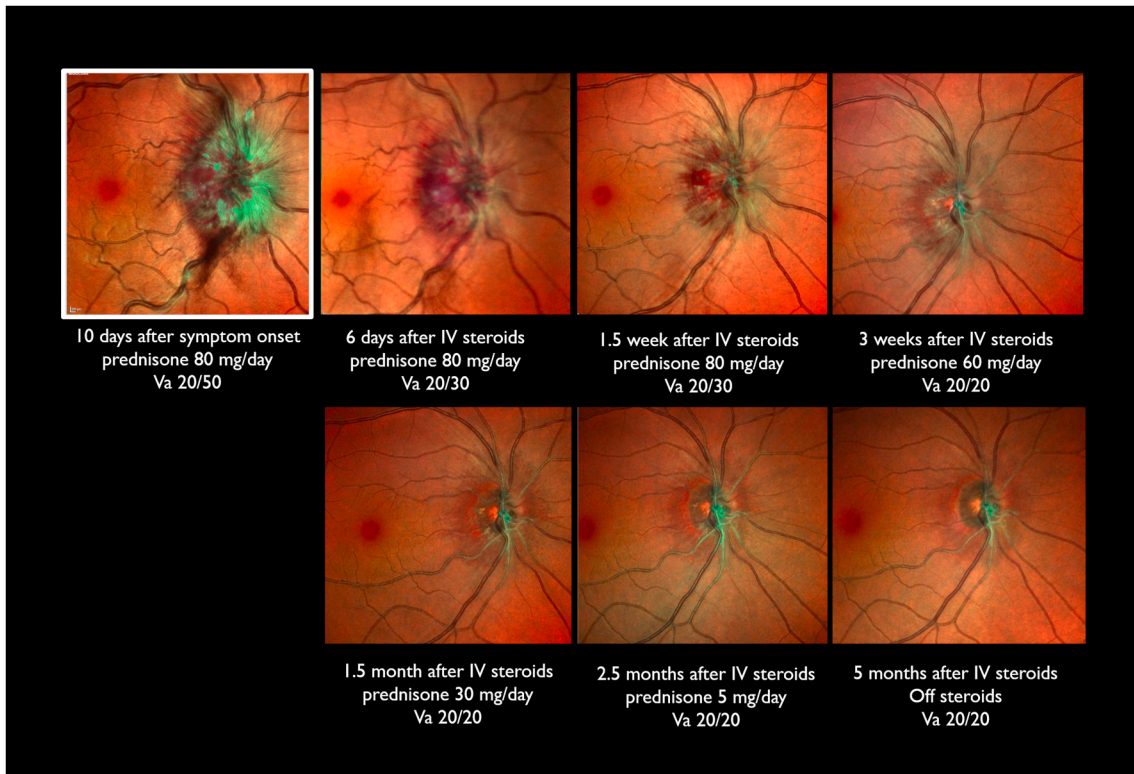 10 days after symptom onset
prednisone 80 mg/day
Va 20/50
6 days after IV steroids
prednisone 80 mg/day
Va 20/30
1.5 week after IV steroids
prednisone 80 mg/day
Va 20/30
3 weeks after IV steroids
prednisone 60 mg/day
Va 20/20
1.5 month after IV steroids
prednisone 30 mg/day
Va 20/20
2.5 months after IV steroids
prednisone 5 mg/day
Va 20/20
5 months after IV steroids
Off steroids
Va 20/20